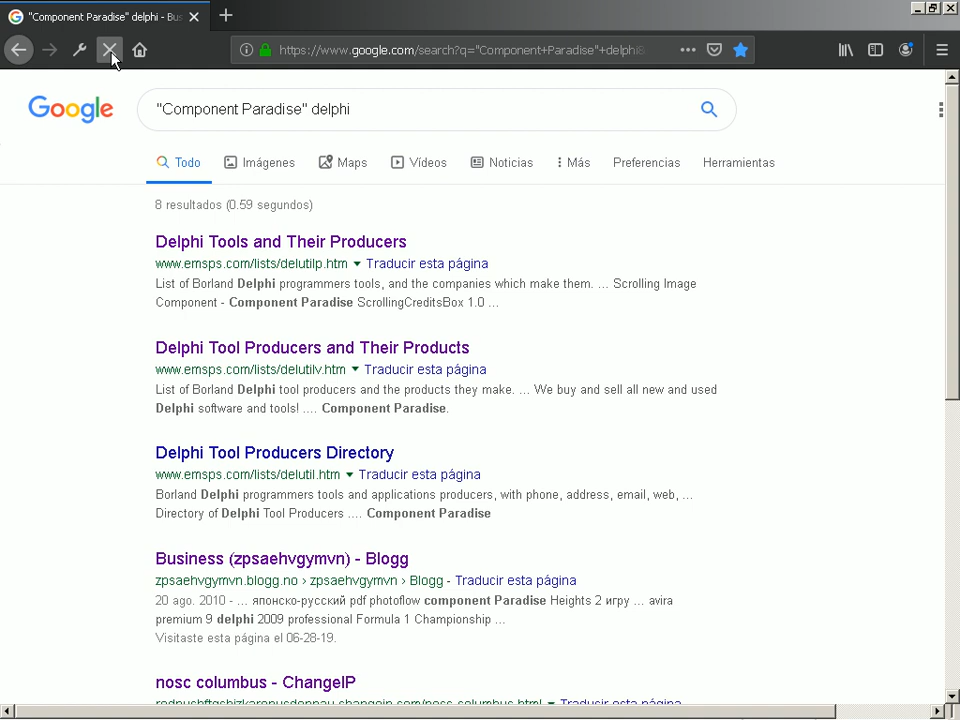 "Component Paradise" delphi - Bus
https://www.google.com/search?q="Component+Paradise"+delphi&
Google
"Component Paradise" delphi
Todo Imágenes Maps Vídeos Noticias Más Preferencias Herramientas
8 resultados (0.59 segundos)
Delphi Tools and Their Producers
www.emsps.com/lists/delutilp.htm Traducir esta página
List of Borland Delphi programmers tools, and the companies which make them. ... Scrolling Image
Component - Component Paradise ScrollingCreditsBox 1.0 ...
Delphi Tool Producers and Their Products
www.emsps.com/lists/delutilv.htm Traducir esta página
List of Borland Delphi tool producers and the products they make. ... We buy and sell all new and used
Delphi software and tools! .... Component Paradise.
Delphi Tool Producers Directory
www.emsps.com/lists/delutil.htm Traducir esta página
Borland Delphi programmers tools and applications producers, with phone, address, email, web, ...
Directory of Delphi Tool Producers .... Component Paradise
Business (zpsaehvgymvn) - Blogg
zpsaehvgymvn.blogg.no › zpsaehvgymvn › Blogg - Traducir esta página
20 ago. 2010 - ... японско-русский pdf photoflow component Paradise Heights 2 игру ... avira
premium 9 delphi 2009 professional Formula 1 Championship ...
Visitaste esta página el 06-28-19.
nosc columbus - ChangeIP
Traducir esta página